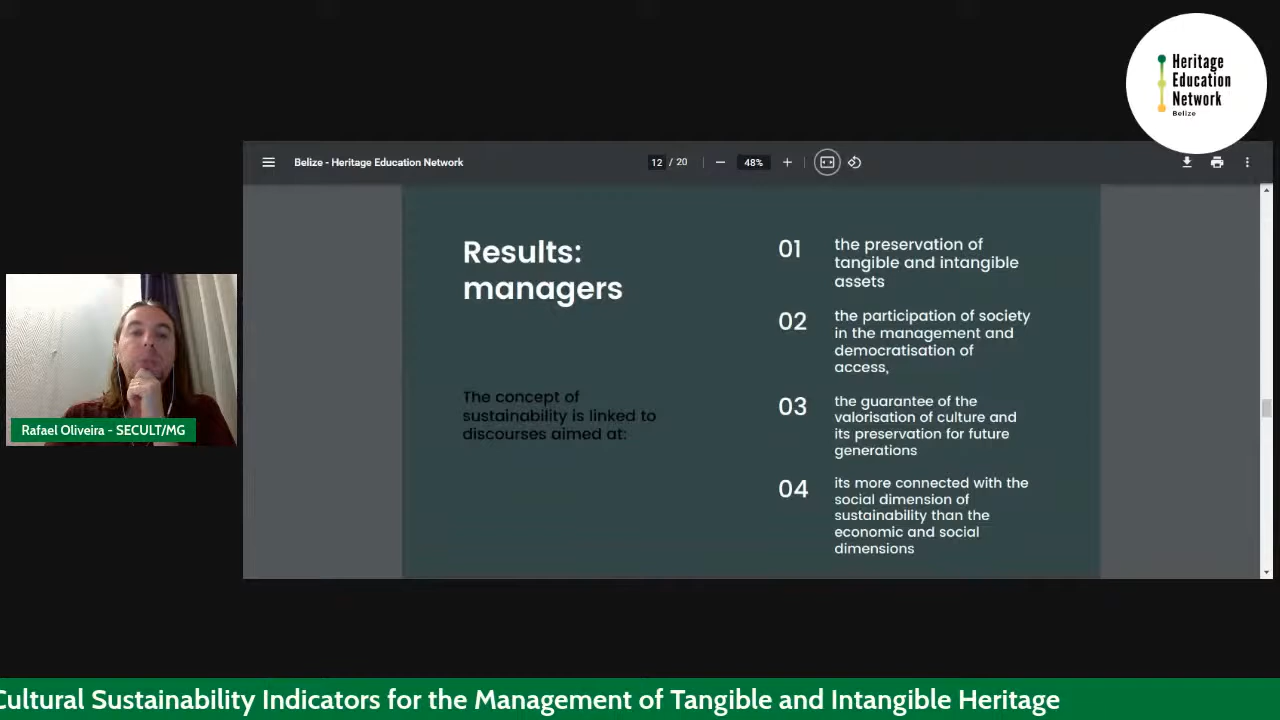 Heritage
Education
Network
Belize
Belize - Heritage Education Network
12 / 20
48%
Results:
managers
The concept of
sustainability is linked to
discourses aimed at:
01
the preservation of
tangible and intangible
assets
02
the participation of society
in the management and
democratisation of
access,
03
the guarantee of the
valorisation of culture and
its preservation for future
generations
04
its more connected with the
social dimension of
sustainability than the
economic and social
dimensions
Rafael Oliveira - SECULT/MG
Cultural Sustainability Indicators for the Management of Tangible and Intangible Heritage